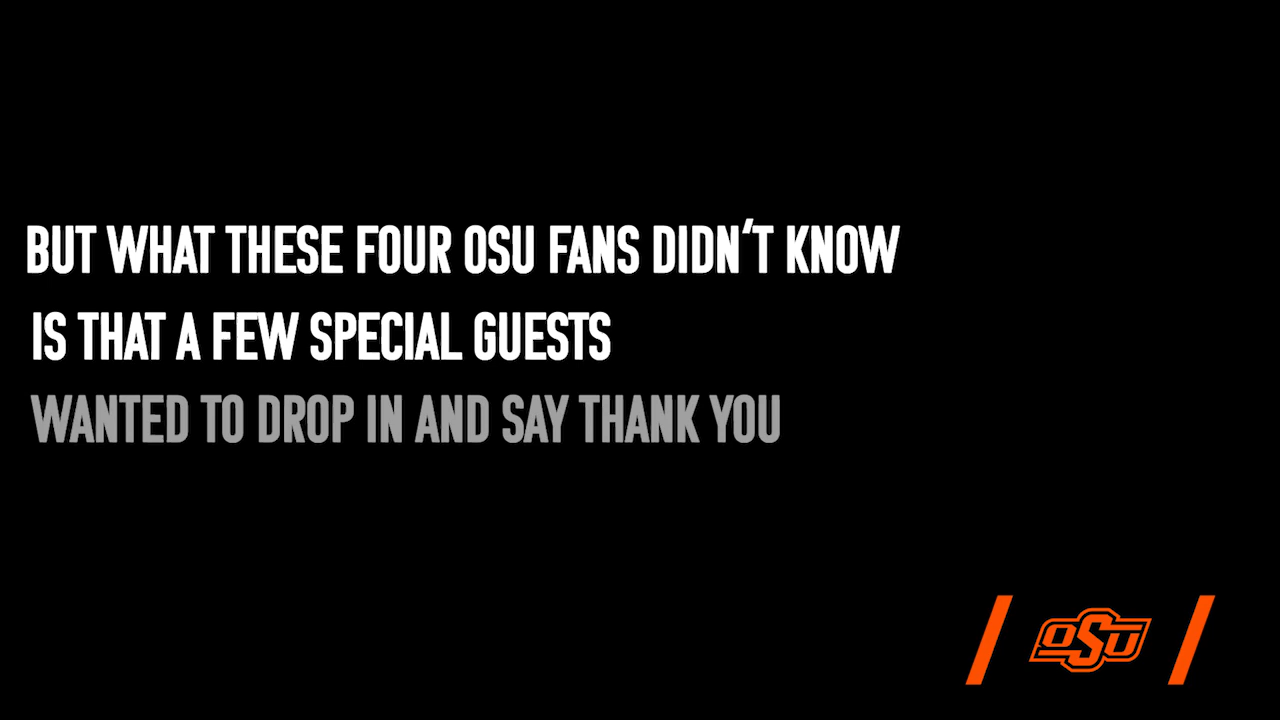 BUT WHAT THESE FOUR OSU FANS DIDN'T KNOW
IS THAT A FEW SPECIAL GUESTS
WANTED TO DROP IN AND SAY THANK YOU
/ OSU /